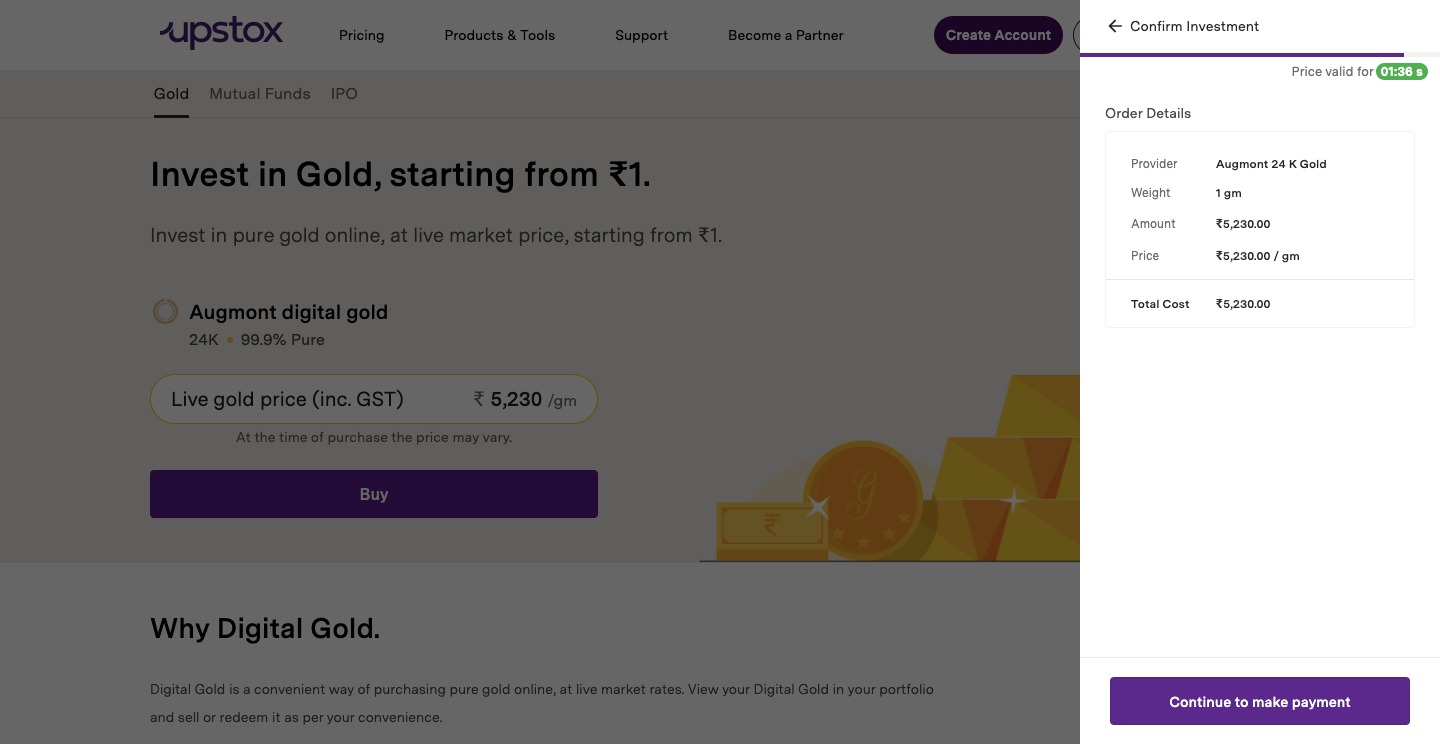 upstox
Pricing
Products & Tools
Support
Become a Partner
Create Account
Gold
Mutual Funds
IPO
Invest in Gold, starting from ₹1.
Invest in pure gold online, at live market price, starting from ₹1.
Augmont digital gold
24K • 99.9% Pure
Live gold price (inc. GST) ₹ 5,230 /gm
At the time of purchase the price may vary.
Buy
₹
G
Why Digital Gold.
Digital Gold is a convenient way of purchasing pure gold online, at live market rates. View your Digital Gold in your portfolio
and sell or redeem it as per your convenience.
Confirm Investment
Price valid for 01:36 s
Order Details
Provider Augmont 24 K Gold
Weight 1 gm
Amount ₹5,230.00
Price ₹5,230.00 / gm
Total Cost ₹5,230.00
Continue to make payment